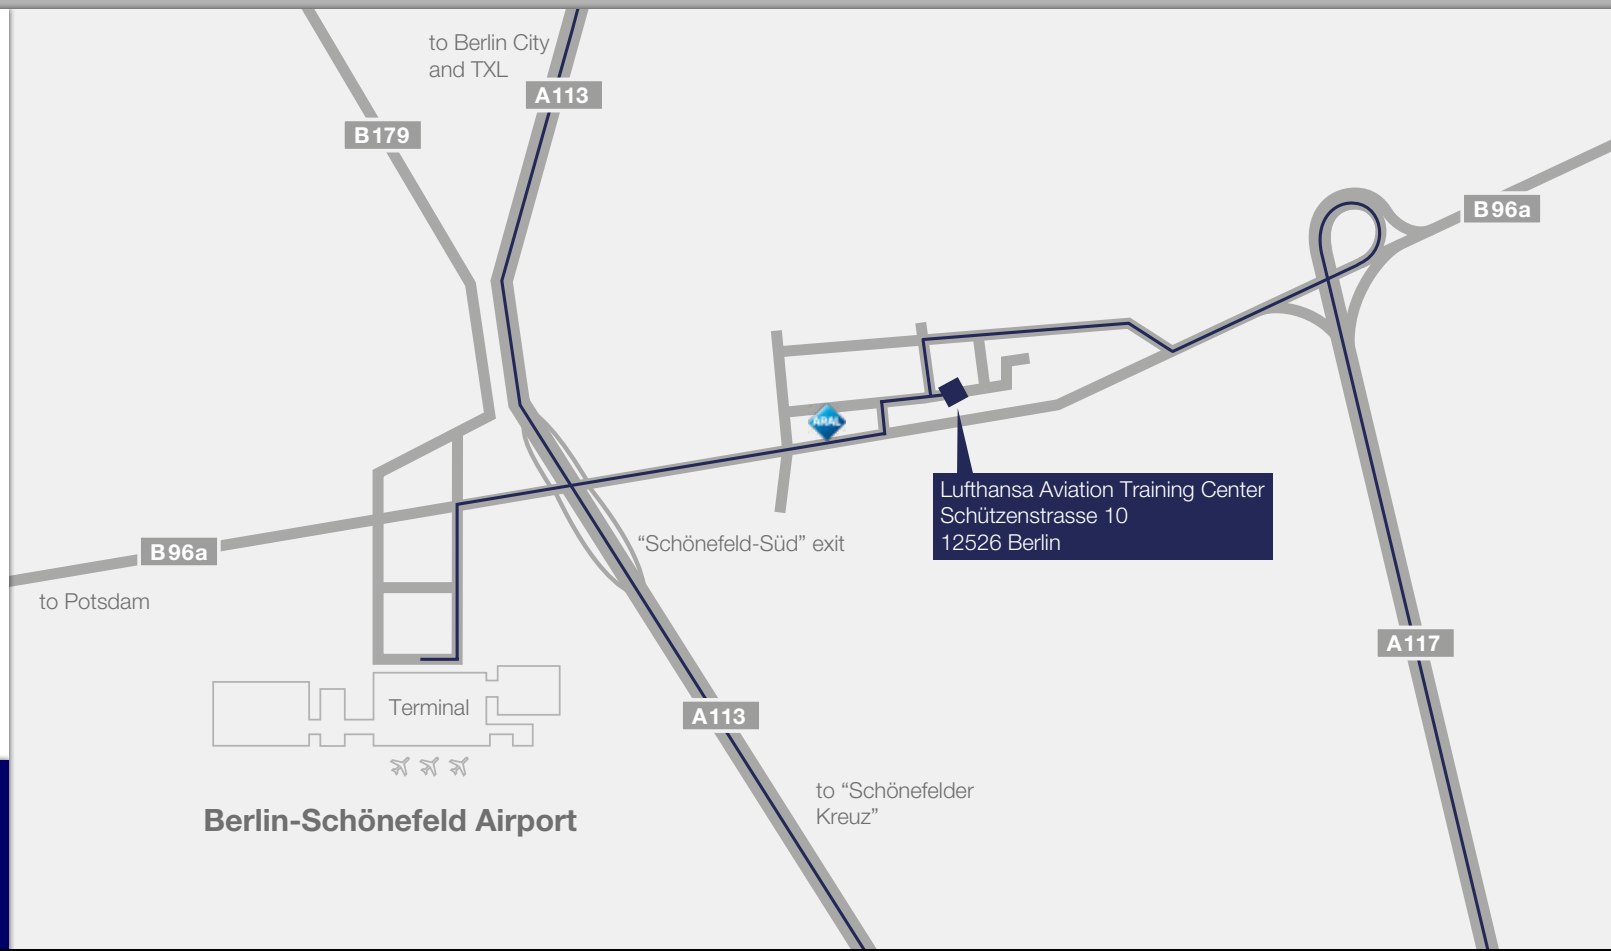 to Berlin City
and TXL
A113
B179
B96a
ARAL
Lufthansa Aviation Training Center
Schützenstrasse 10
12526 Berlin
“Schönefeld-Süd” exit
B96a
to Potsdam
A117
Terminal
A113
to “Schönefelder
Kreuz”
Berlin-Schönefeld Airport